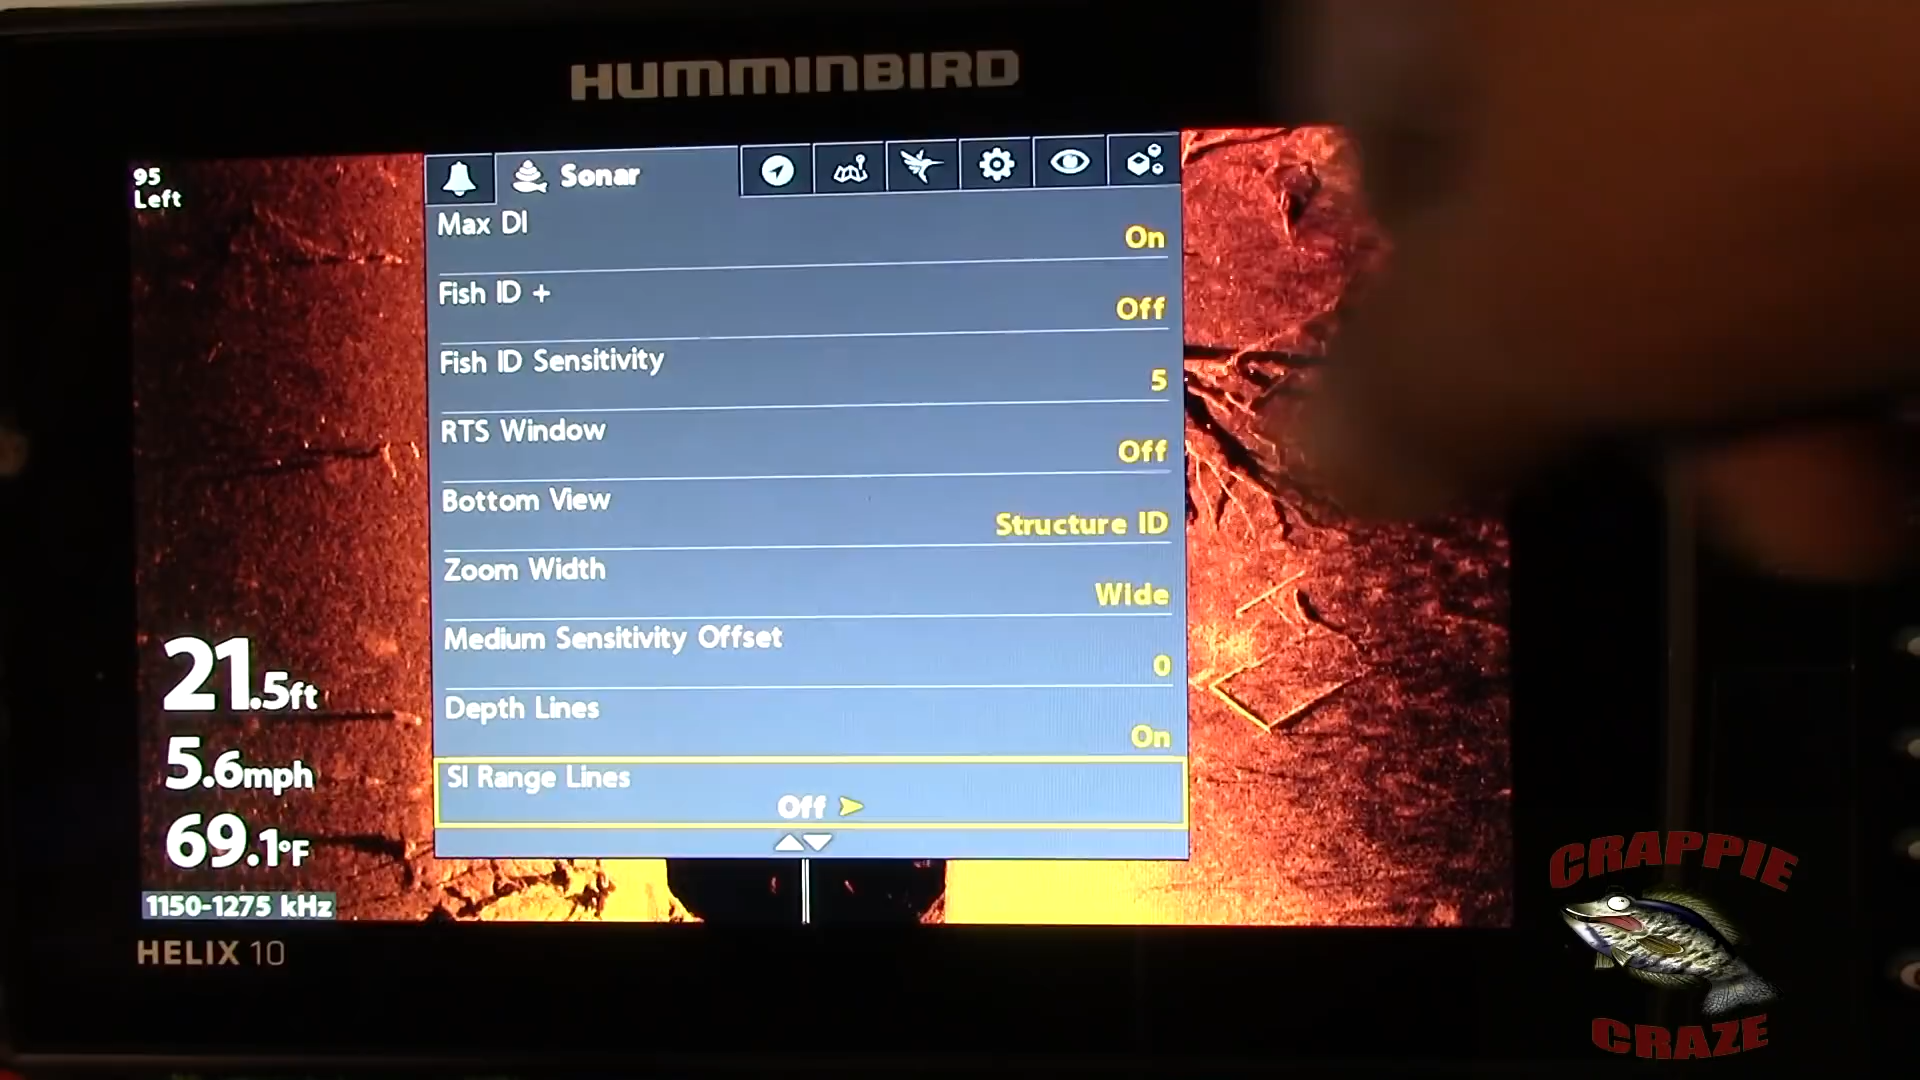 HUMMINBIRD
95
Left
Sonar
Max DI
On
Fish ID +
Off
Fish ID Sensitivity
5
RTS Window
Off
Bottom View
Structure ID
Zoom Width
Wide
Medium Sensitivity Offset
0
Depth Lines
On
SI Range Lines
Off
21.5ft
5.6mph
69.1°F
1150-1275 kHz
HELIX 10
CRAPPIE
CRAZE